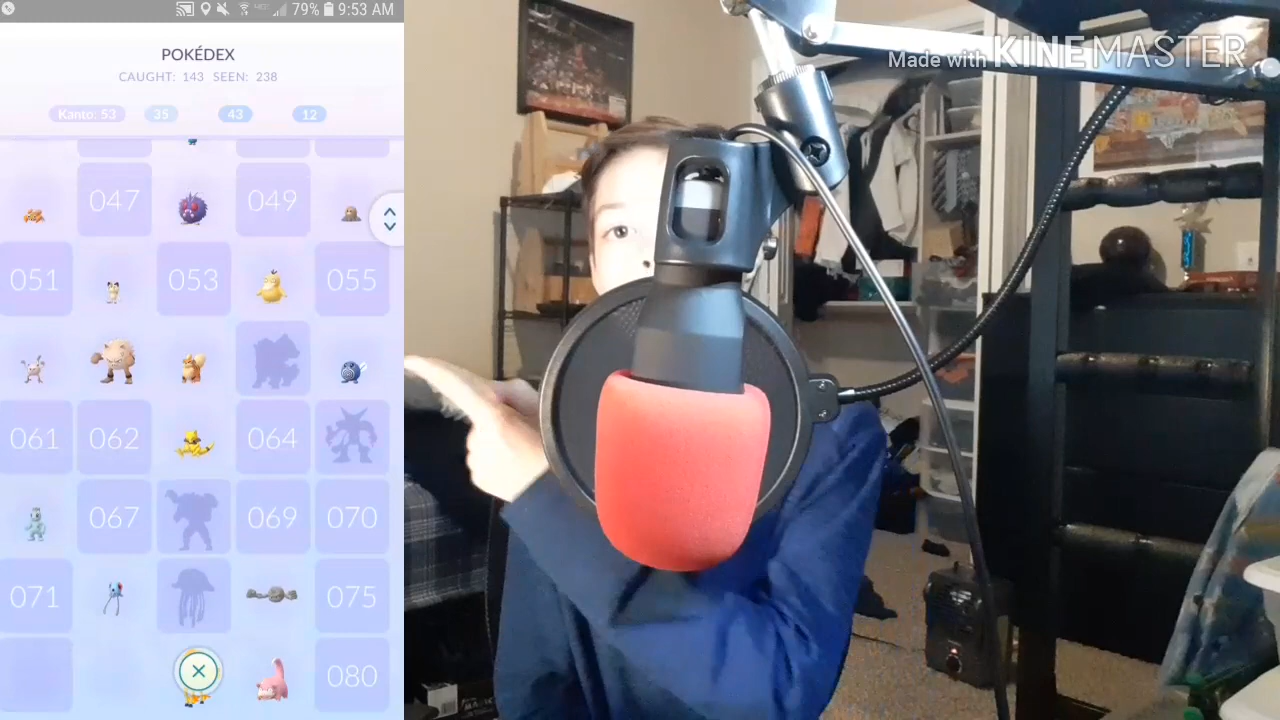 79% 9:53 AM
POKÉDEX
CAUGHT: 143 SEEN: 238
Kanto: 53 35 43 12
047 049
051 053 055
061 062 064
067 069 070
071 075
080
Made with KINEMASTER